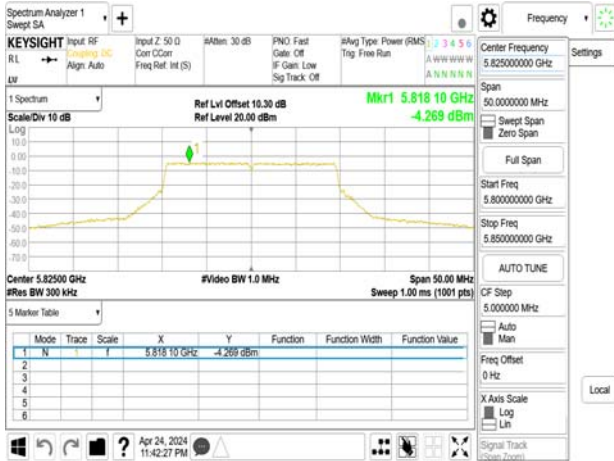 Spectrum Analyzer 1
Swept SA
Frequency
Settings
KEYSIGHT Input: RF
RL
Coupling: DC
Align: Auto
Input Z: 50 Ω
Corr CCorr
Freq Ref: Int (S)
#Atten: 30 dB
PNO: Fast
Gate: Off
IF Gain: Low
Sig Track: Off
#Avg Type: Power (RMS
Trig: Free Run
1 2 3 4 5 6
A W W W W W
A N N N N N
1 Spectrum
Scale/Div 10 dB
Ref Lvl Offset 10.30 dB
Ref Level 20.00 dBm
Mkr1 5.818 10 GHz
-4.269 dBm
Log
10.0
0.00
-10.0
-20.0
-30.0
-40.0
-50.0
-60.0
-70.0
1
Center 5.82500 GHz
#Res BW 300 kHz
#Video BW 1.0 MHz
Span 50.00 MHz
Sweep 1.00 ms (1001 pts)
5 Marker Table
Mode Trace Scale X Y Function Function Width Function Value
1 N 1 f 5.818 10 GHz -4.269 dBm
2
3
4
5
6
Center Frequency
5.825000000 GHz
Span
50.0000000 MHz
Swept Span
Zero Span
Full Span
Start Freq
5.800000000 GHz
Stop Freq
5.850000000 GHz
AUTO TUNE
CF Step
5.000000 MHz
Auto
Man
Freq Offset
0 Hz
X Axis Scale
Log
Lin
Signal Track
(Span Zoom)
Local
Apr 24, 2024
11:42:27 PM